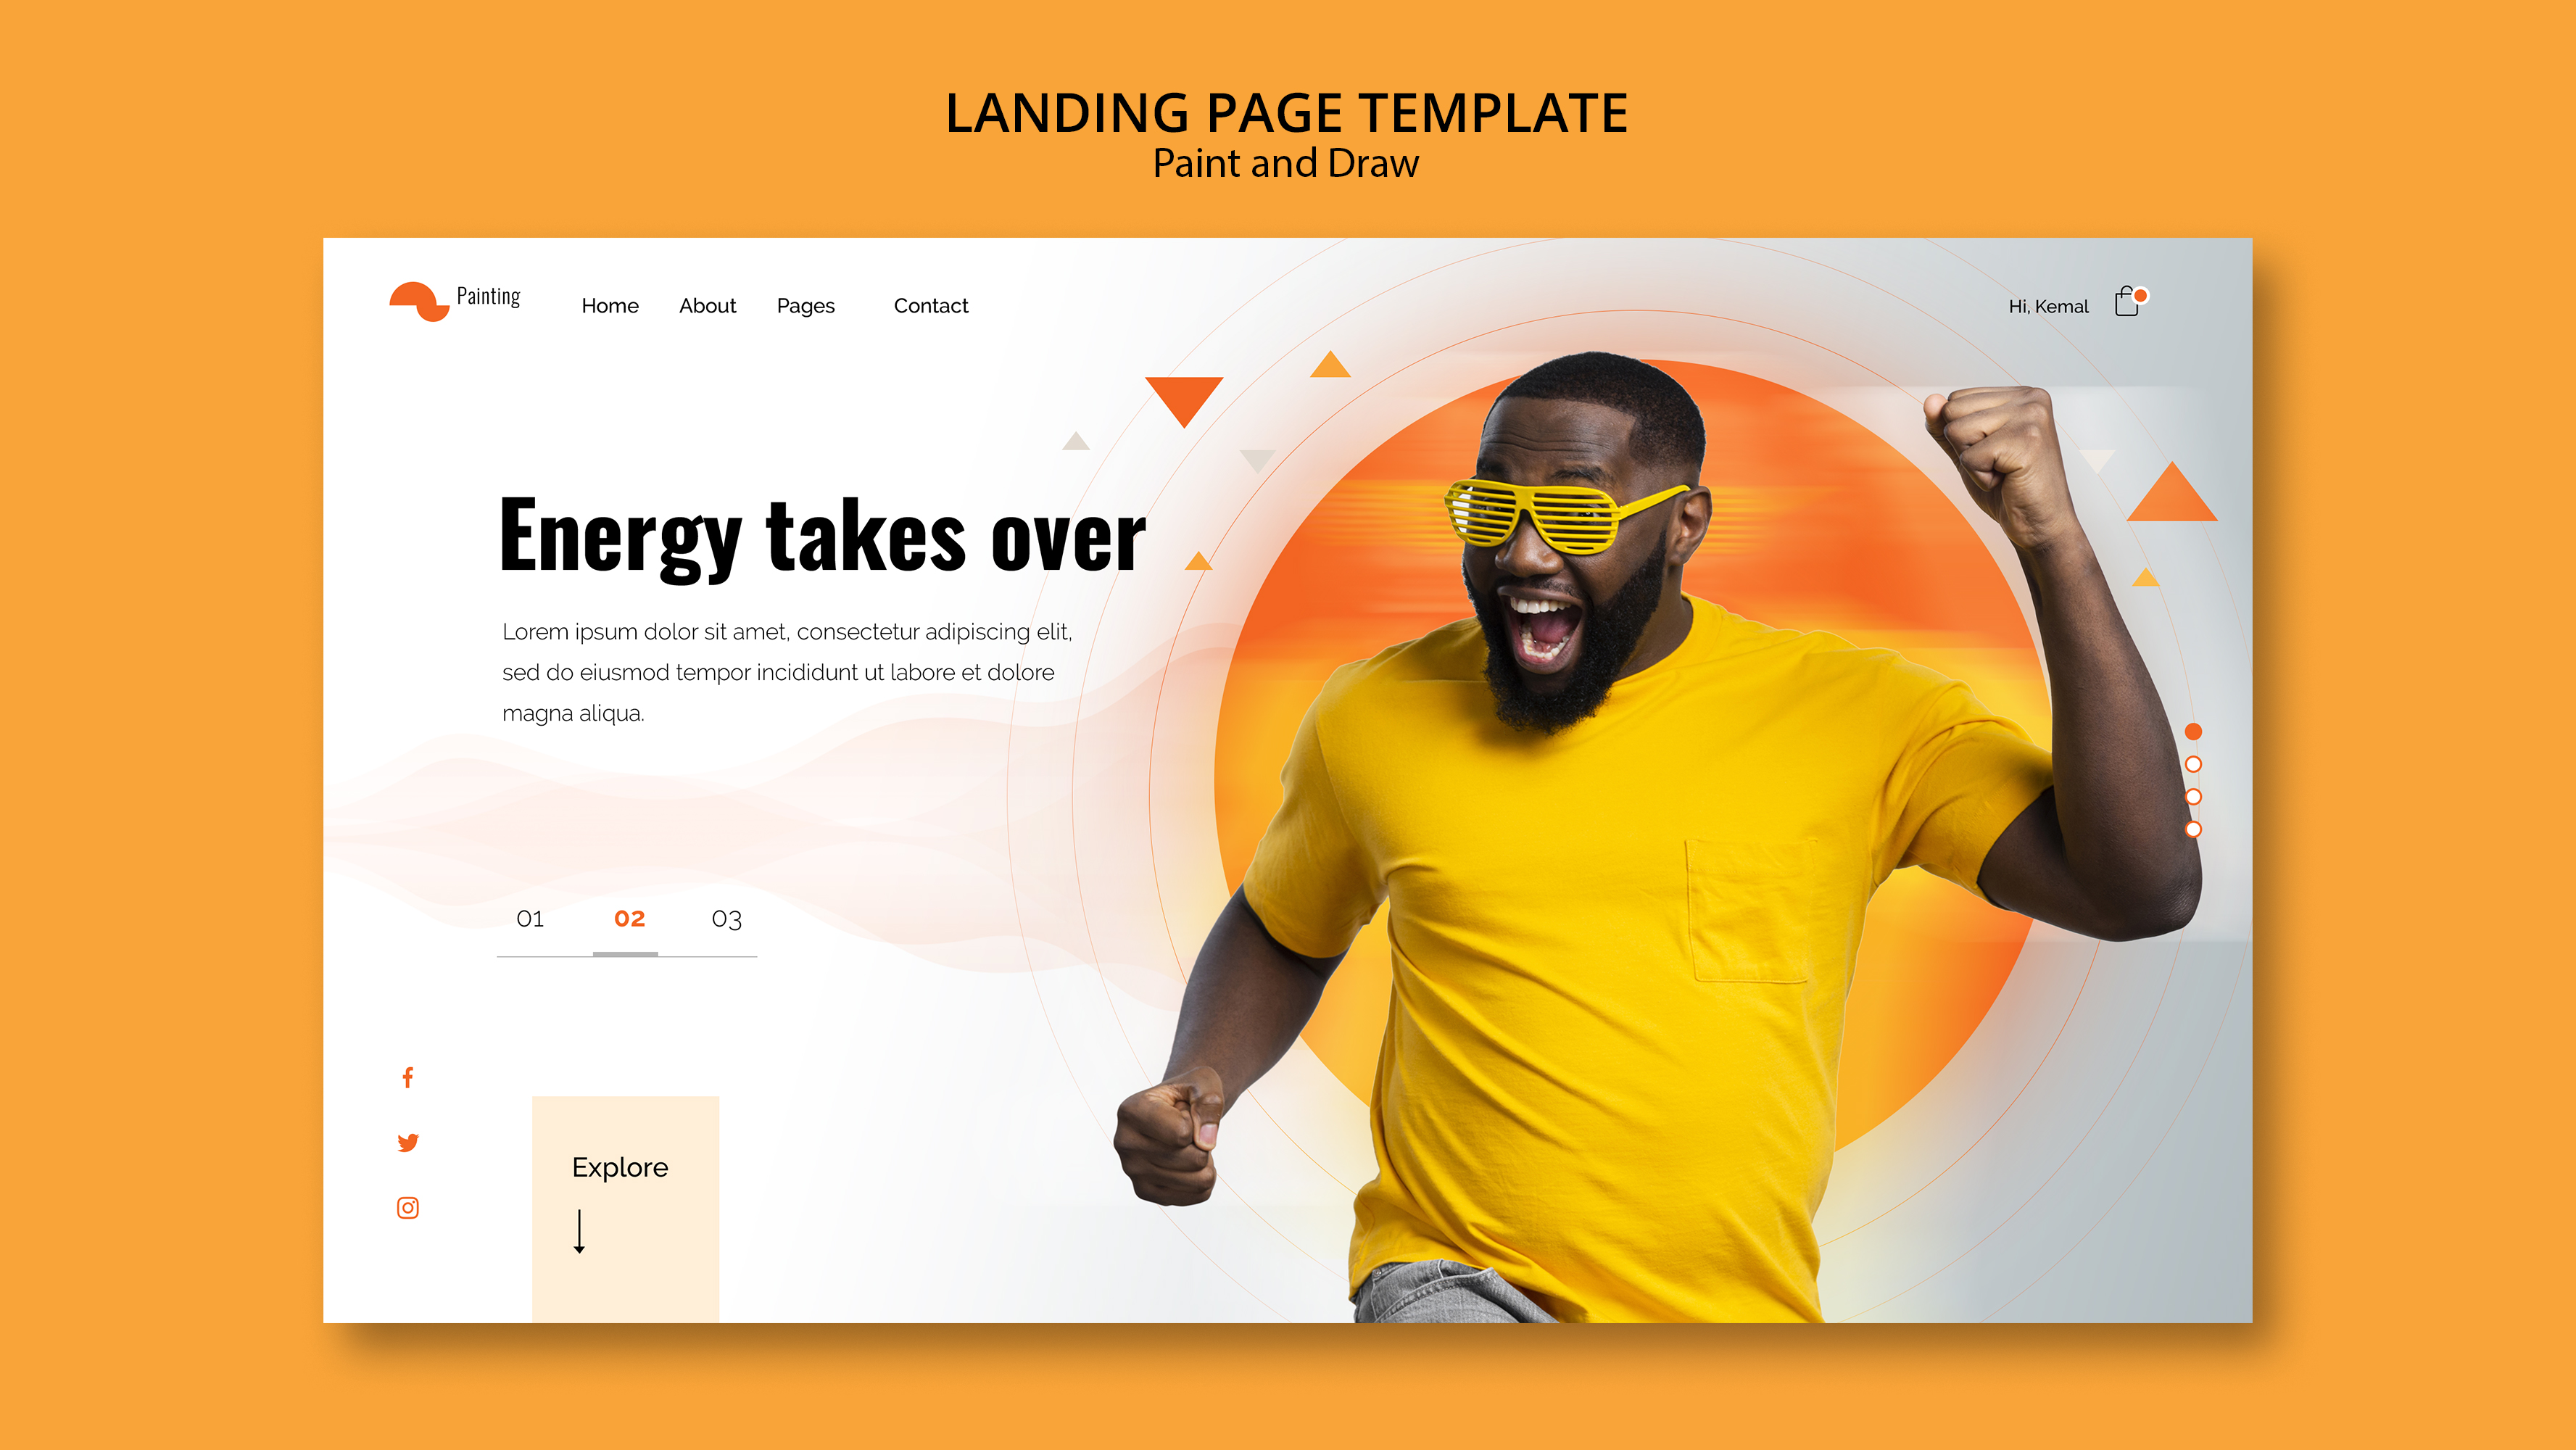 LANDING PAGE TEMPLATE
Paint and Draw
Painting
Home About Pages Contact
Hi, Kemal
Energy takes over
Lorem ipsum dolor sit amet, consectetur adipiscing elit,
sed do eiusmod tempor incididunt ut labore et dolore
magna aliqua.
01 02 03
Explore